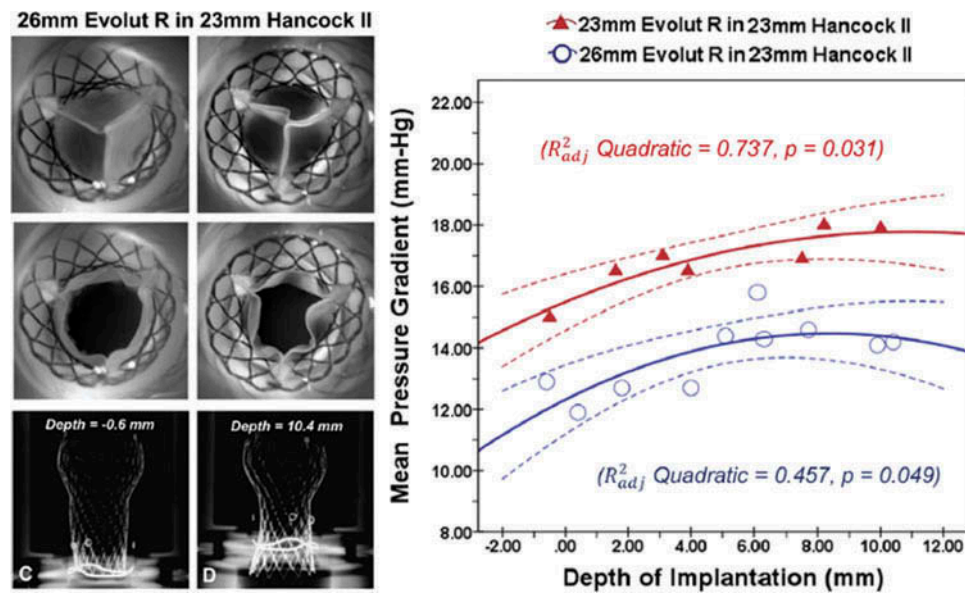 26mm Evolut R in 23mm Hancock II
Depth = -0.6 mm
C
Depth = 10.4 mm
D
23mm Evolut R in 23mm Hancock II
26mm Evolut R in 23mm Hancock II
Mean Pressure Gradient (mm-Hg)
22.00
20.00
18.00
16.00
14.00
12.00
10.00
8.00
(R²adj Quadratic = 0.737, p = 0.031)
(R²adj Quadratic = 0.457, p = 0.049)
-2.00 .00 2.00 4.00 6.00 8.00 10.00 12.00
Depth of Implantation (mm)